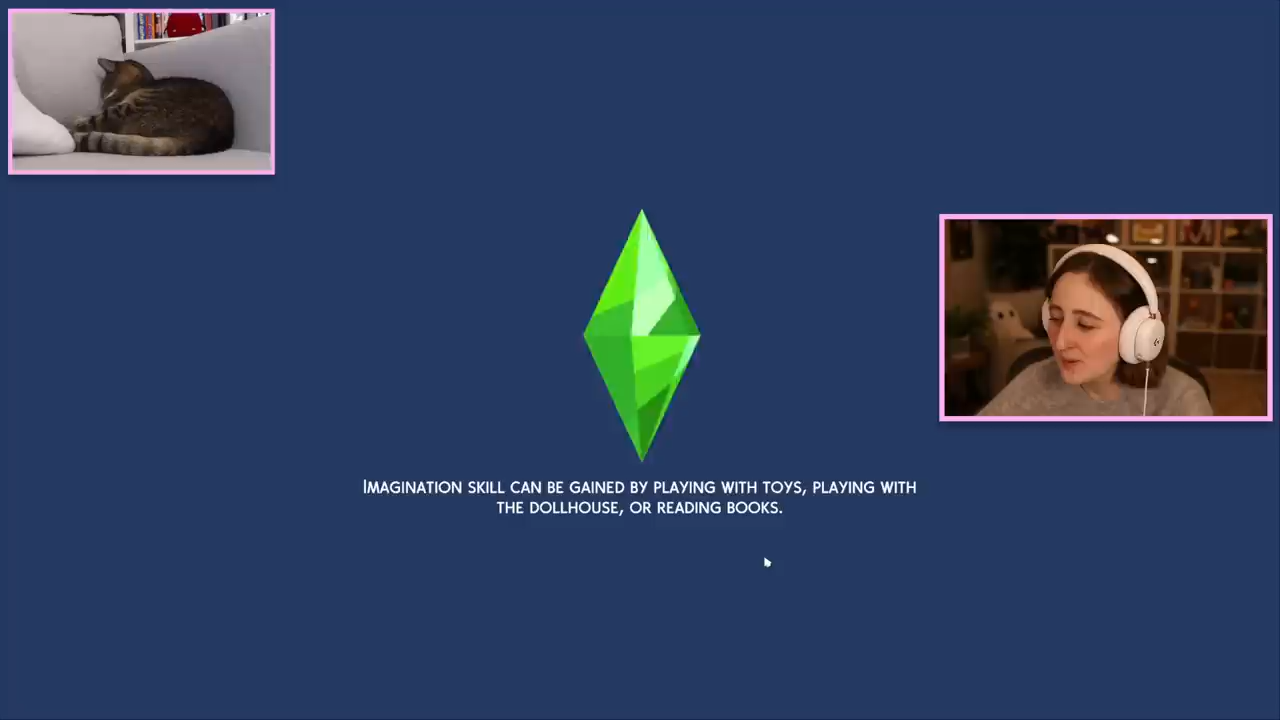 Imagination skill can be gained by playing with toys, playing with
the dollhouse, or reading books.